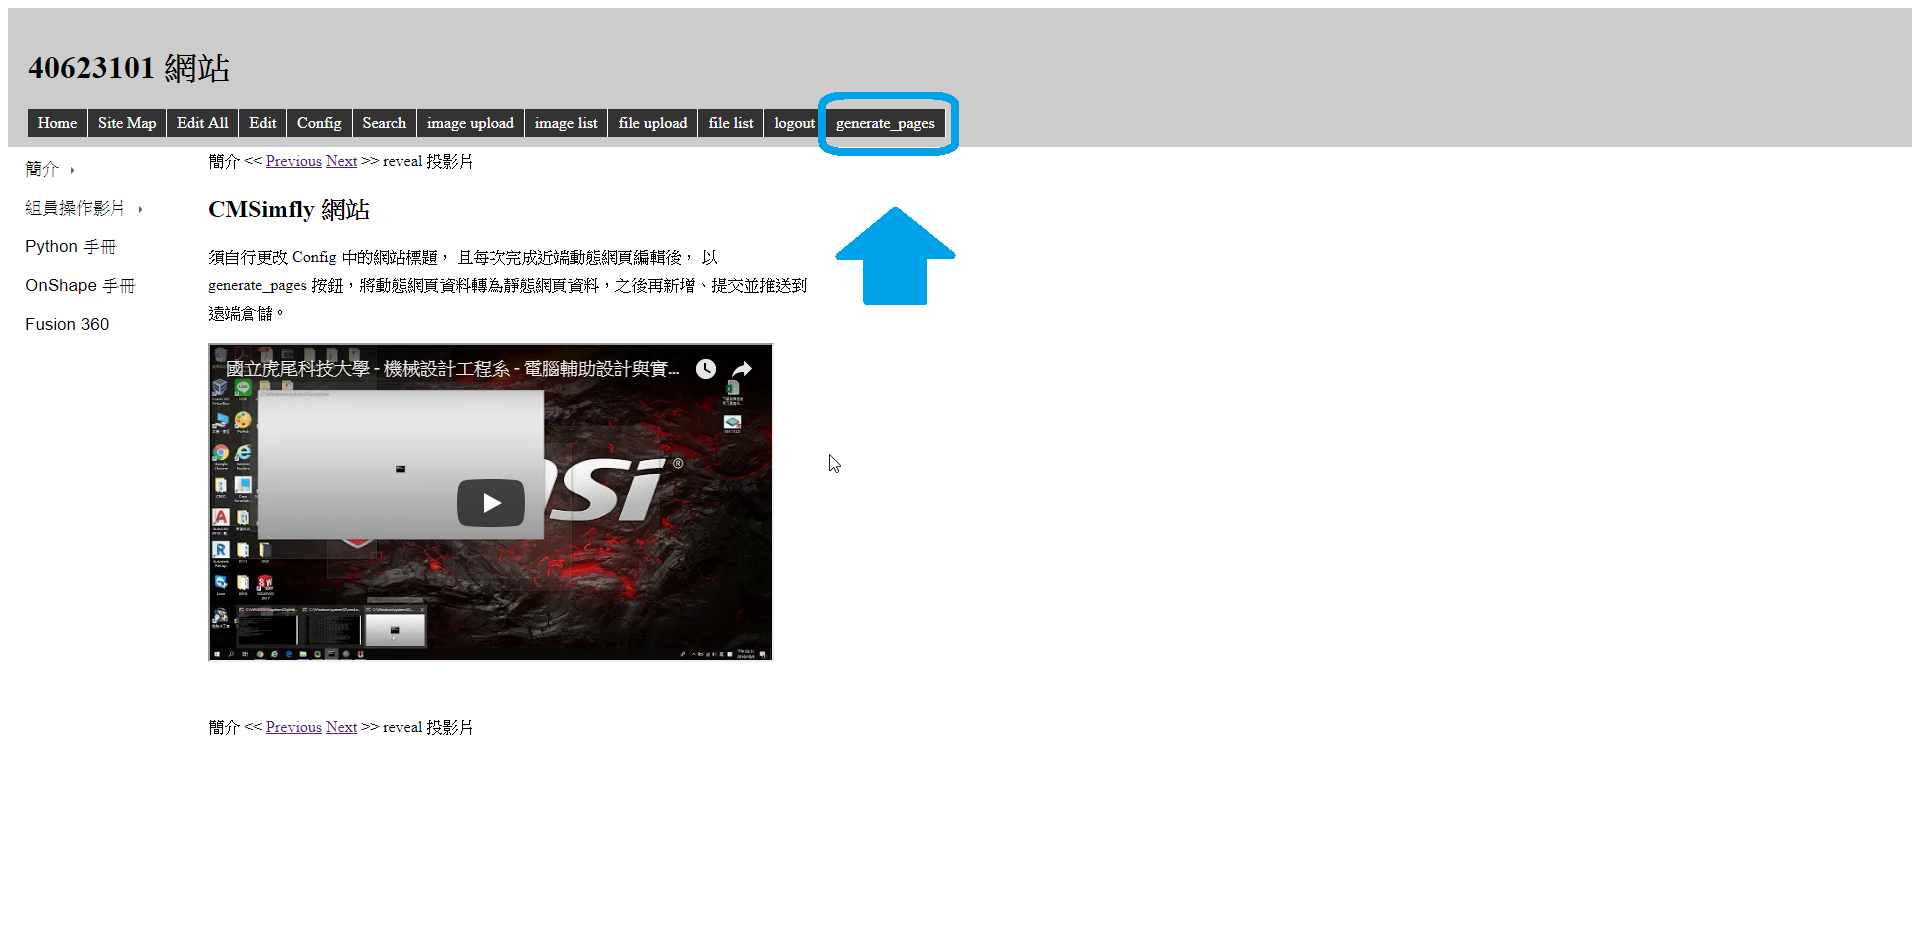 40623101 網站
Home Site Map Edit All Edit Config Search image upload image list file upload file list logout generate_pages
簡介
組員操作影片
Python 手冊
OnShape 手冊
Fusion 360
簡介 << Previous Next >> reveal 投影片
CMSimfly 網站
須自行更改 Config 中的網站標題， 且每次完成近端動態網頁編輯後， 以
generate_pages 按鈕，將動態網頁資料轉為靜態網頁資料，之後再新增、提交並推送到
遠端倉儲。
國立虎尾科技大學 - 機械設計工程系 - 電腦輔助設計與實...
簡介 << Previous Next >> reveal 投影片